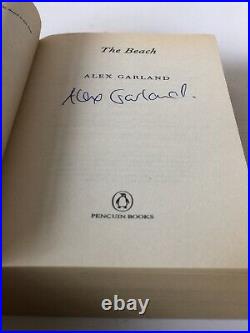 The Beach
ALEX GARLAND
Alex Garland.
PENGUIN BOOKS